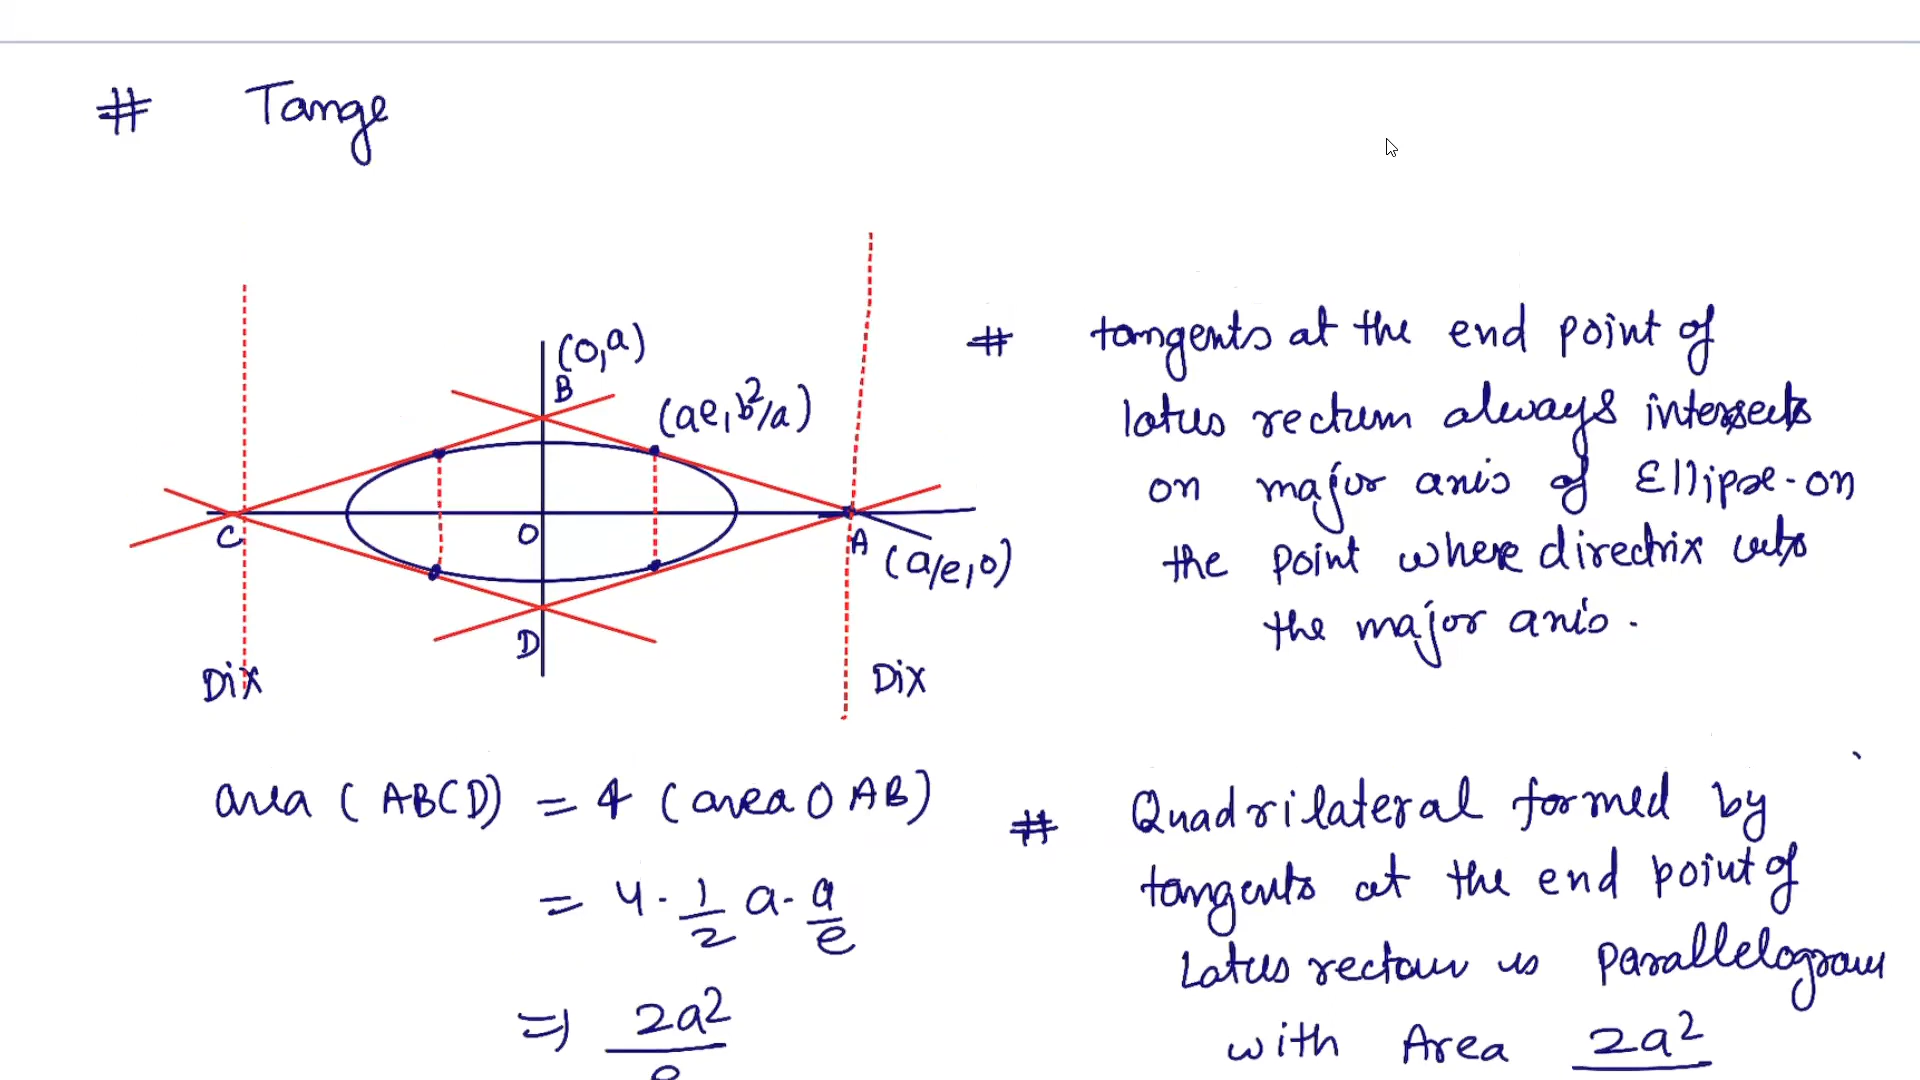 # Tange
(0,a)
B
(ae, b²/a)
C
O
A
(a/e, 0)
D
Dix
Dix
# tangents at the end point of
latus rectum always intersects
on major axis of Ellipse - on
the point where directrix cuts
the major axis.
area (ABCD) = 4 (area OAB)
= 4 · 1/2 a · a/e
=> 2a²/e
# Quadrilateral formed by
tangents at the end point of
Latus rectum is parallelogram
with Area 2a²